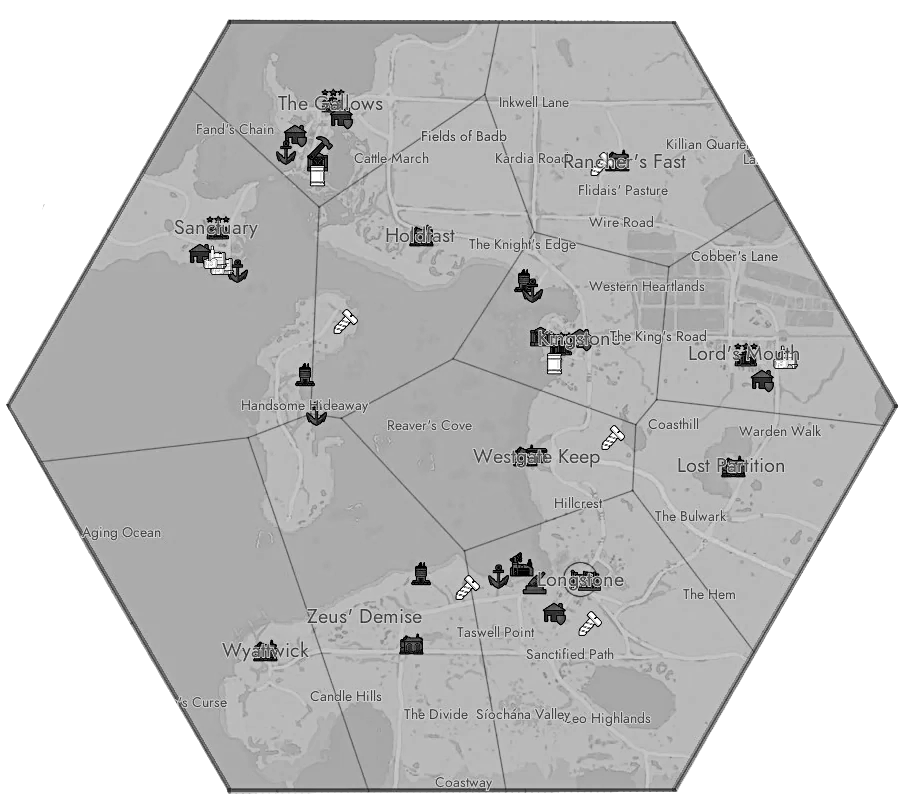 The Gallows
Inkwell Lane
Fand's Chain
Fields of Badb
Killian Quarte
La
Cattle March
Kardia Road
Rancher's Fast
Flidais' Pasture
Sanctuary
Wire Road
Holdfast
The Knight's Edge
Cobber's Lane
Western Heartlands
Kingstone
The King's Road
Lord's Mouth
Handsome Hideaway
Reaver's Cove
Coasthill
Warden Walk
Westgate Keep
Lost Partition
Hillcrest
The Bulwark
Aging Ocean
Longstone
The Hem
Zeus' Demise
Taswell Point
Wyattwick
Sanctified Path
's Curse
Candle Hills
The Divide
Síochána Valley
Leo Highlands
Coastway